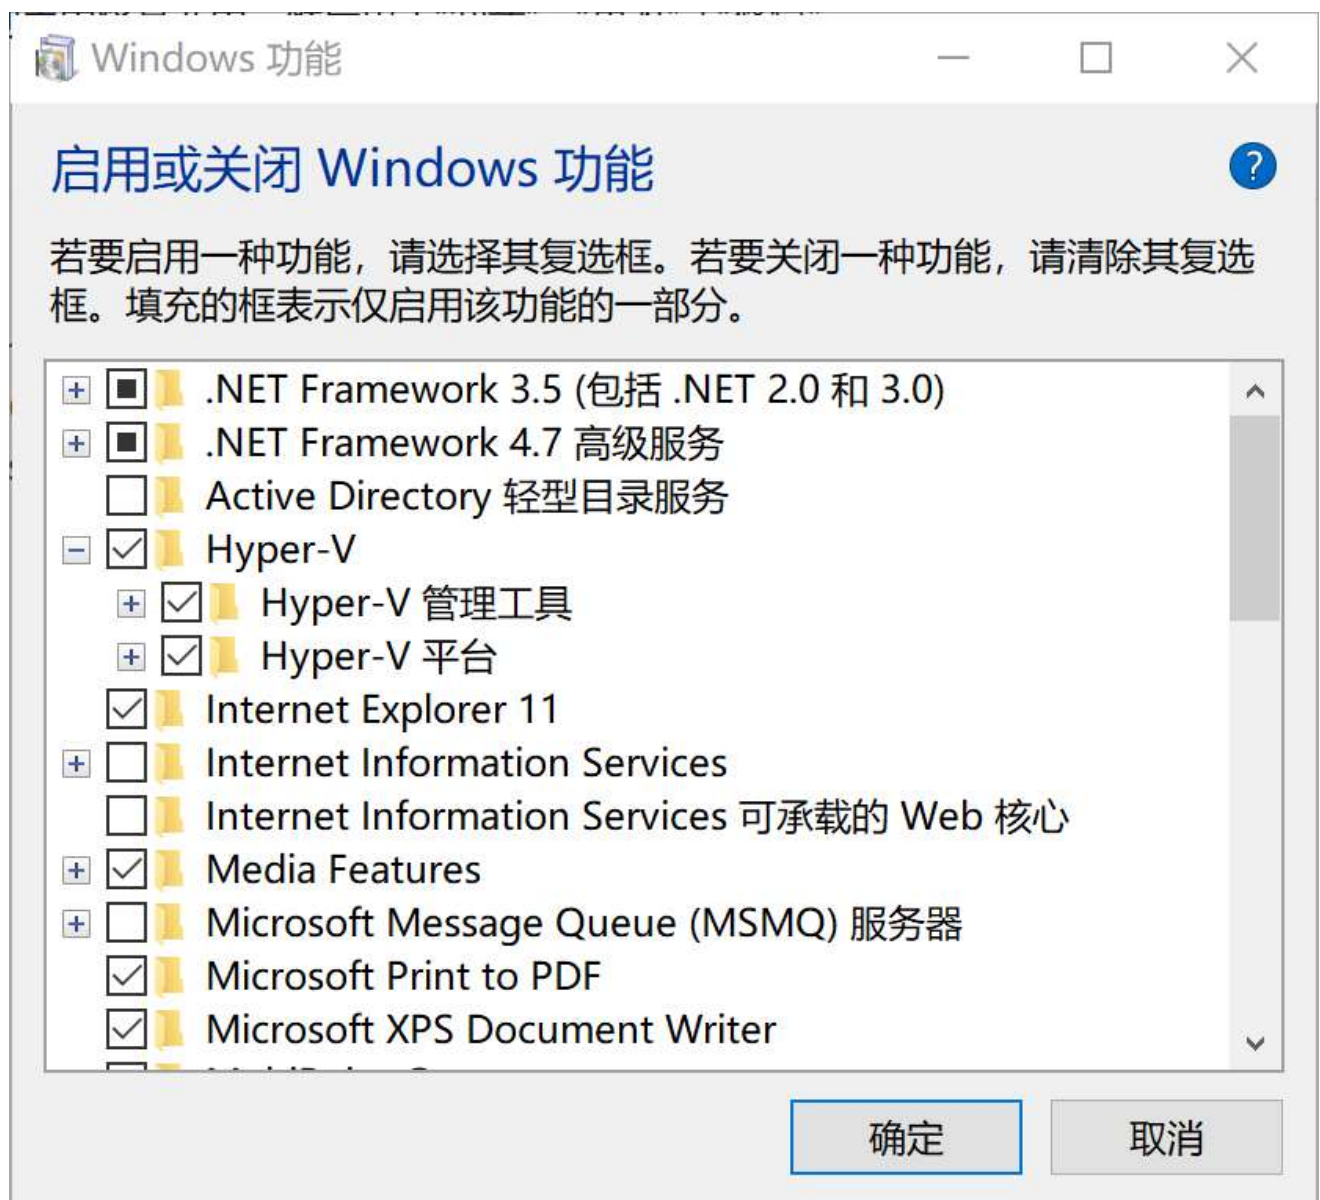 Windows 功能
启用或关闭 Windows 功能
若要启用一种功能，请选择其复选框。若要关闭一种功能，请清除其复选
框。填充的框表示仅启用该功能的一部分。
.NET Framework 3.5 (包括 .NET 2.0 和 3.0)
.NET Framework 4.7 高级服务
Active Directory 轻型目录服务
Hyper-V
Hyper-V 管理工具
Hyper-V 平台
Internet Explorer 11
Internet Information Services
Internet Information Services 可承载的 Web 核心
Media Features
Microsoft Message Queue (MSMQ) 服务器
Microsoft Print to PDF
Microsoft XPS Document Writer
确定
取消